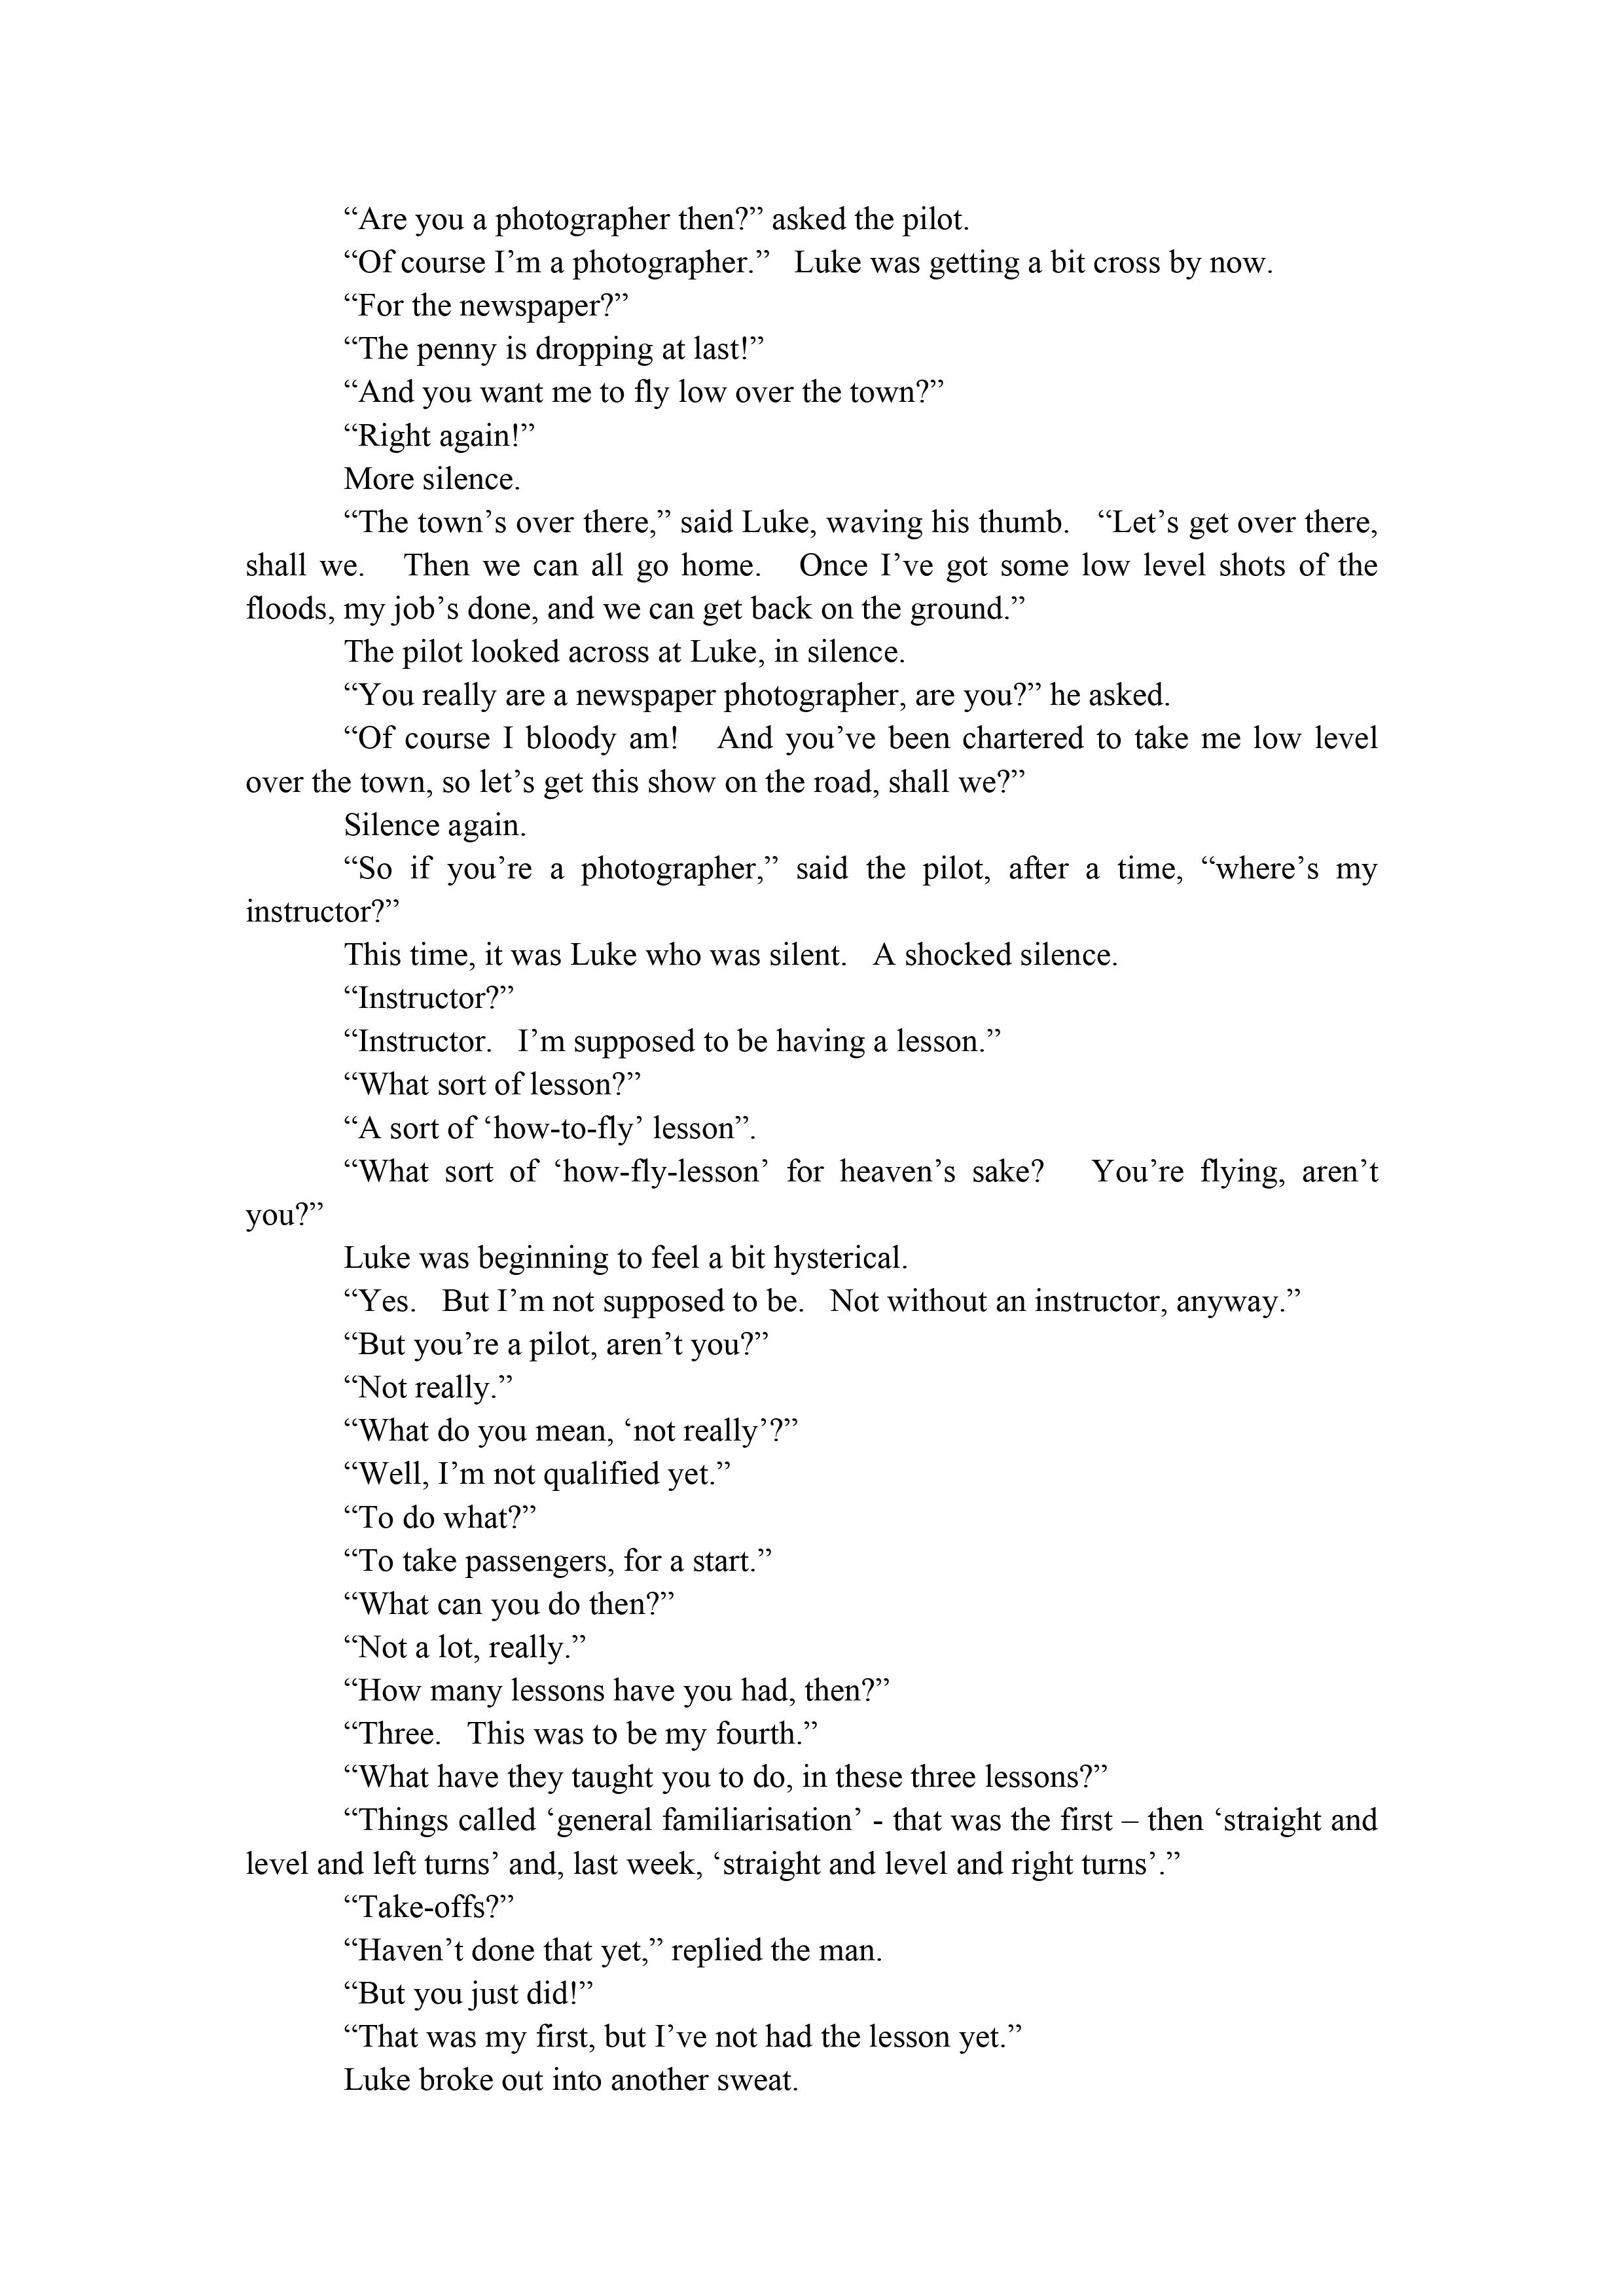 “Are you a photographer then?” asked the pilot.
“Of course I’m a photographer.”   Luke was getting a bit cross by now.
“For the newspaper?”
“The penny is dropping at last!”
“And you want me to fly low over the town?”
“Right again!”
More silence.
“The town’s over there,” said Luke, waving his thumb.   “Let’s get over there,
shall we.   Then we can all go home.   Once I’ve got some low level shots of the
floods, my job’s done, and we can get back on the ground.”
The pilot looked across at Luke, in silence.
“You really are a newspaper photographer, are you?” he asked.
“Of course I bloody am!   And you’ve been chartered to take me low level
over the town, so let’s get this show on the road, shall we?”
Silence again.
“So if you’re a photographer,” said the pilot, after a time, “where’s my
instructor?”
This time, it was Luke who was silent.   A shocked silence.
“Instructor?”
“Instructor.   I’m supposed to be having a lesson.”
“What sort of lesson?”
“A sort of ‘how-to-fly’ lesson”.
“What sort of ‘how-fly-lesson’ for heaven’s sake?   You’re flying, aren’t
you?”
Luke was beginning to feel a bit hysterical.
“Yes.   But I’m not supposed to be.   Not without an instructor, anyway.”
“But you’re a pilot, aren’t you?”
“Not really.”
“What do you mean, ‘not really’?”
“Well, I’m not qualified yet.”
“To do what?”
“To take passengers, for a start.”
“What can you do then?”
“Not a lot, really.”
“How many lessons have you had, then?”
“Three.   This was to be my fourth.”
“What have they taught you to do, in these three lessons?”
“Things called ‘general familiarisation’ - that was the first – then ‘straight and
level and left turns’ and, last week, ‘straight and level and right turns’.”
“Take-offs?”
“Haven’t done that yet,” replied the man.
“But you just did!”
“That was my first, but I’ve not had the lesson yet.”
Luke broke out into another sweat.